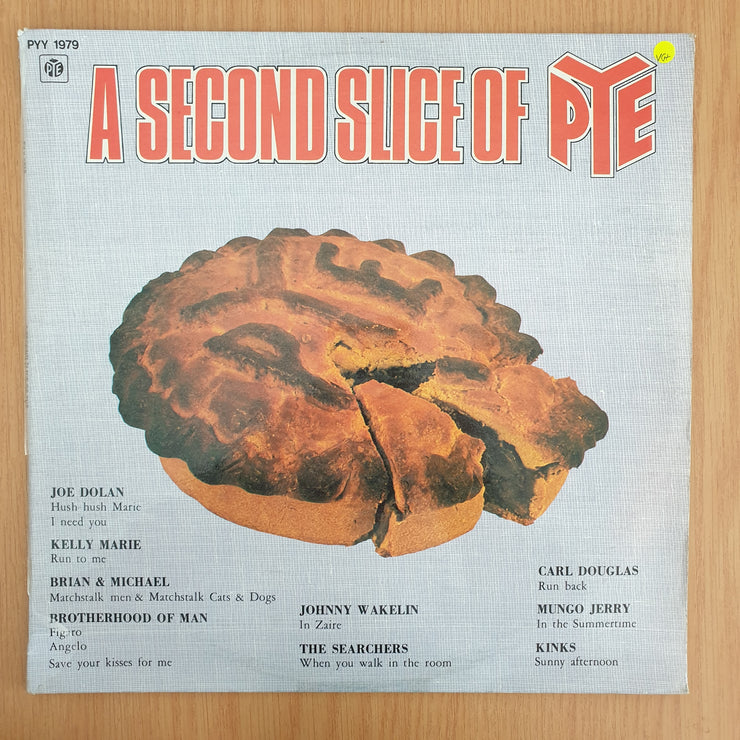 PYY 1979
PYE
VG+
A SECOND SLICE OF PYE
PYE
JOE DOLAN
Hush hush Marie
I need you
KELLY MARIE
Run to me
BRIAN & MICHAEL
Matchstalk men & Matchstalk Cats & Dogs
BROTHERHOOD OF MAN
Figaro
Angelo
Save your kisses for me
JOHNNY WAKELIN
In Zaire
THE SEARCHERS
When you walk in the room
CARL DOUGLAS
Run back
MUNGO JERRY
In the Summertime
KINKS
Sunny afternoon